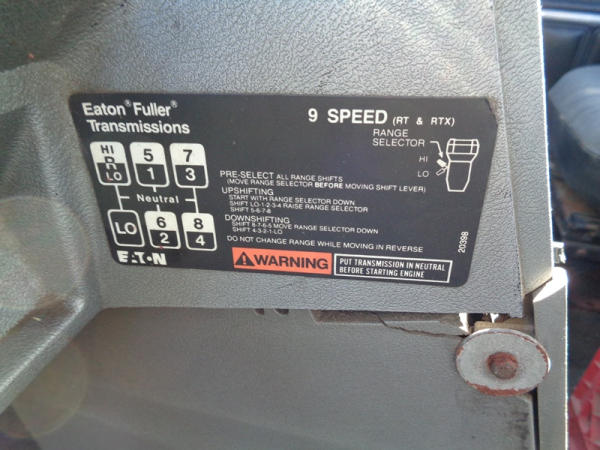 Eaton® Fuller®
Transmissions
9 SPEED (RT & RTX)
RANGE
SELECTOR
HI
LO
HI
R
LO
5
1
7
3
Neutral
LO
6
2
8
4
EATON
PRE-SELECT ALL RANGE SHIFTS
(MOVE RANGE SELECTOR BEFORE MOVING SHIFT LEVER)
UPSHIFTING
START WITH RANGE SELECTOR DOWN
SHIFT LO-1-2-3-4 RAISE RANGE SELECTOR
SHIFT 5-6-7-8
DOWNSHIFTING
SHIFT 8-7-6-5 MOVE RANGE SELECTOR DOWN
SHIFT 4-3-2-1-LO
DO NOT CHANGE RANGE WHILE MOVING IN REVERSE
WARNING
PUT TRANSMISSION IN NEUTRAL
BEFORE STARTING ENGINE
20398